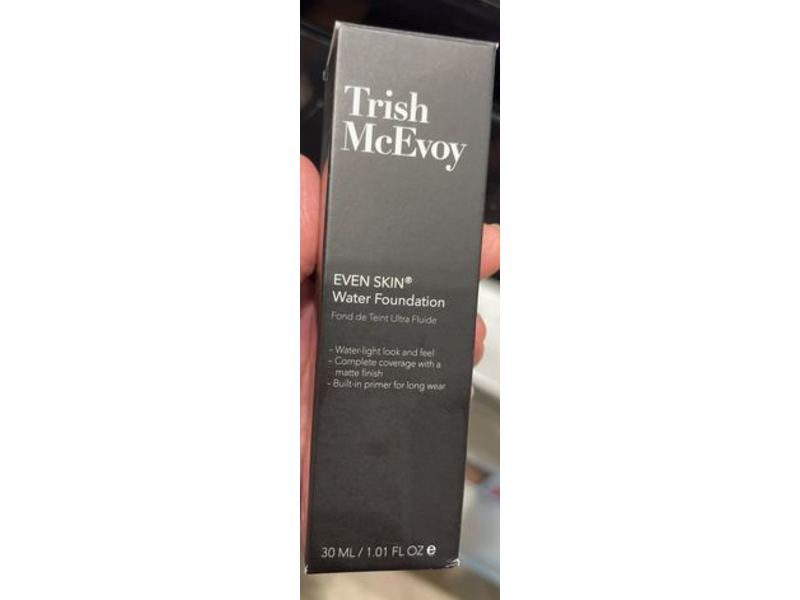 Trish
McEvoy
EVEN SKIN®
Water Foundation
Fond de Teint Ultra Fluide
- Water-light look and feel
- Complete coverage with a
matte finish
- Built-in primer for long wear
30 ML / 1.01 FL OZ ℮